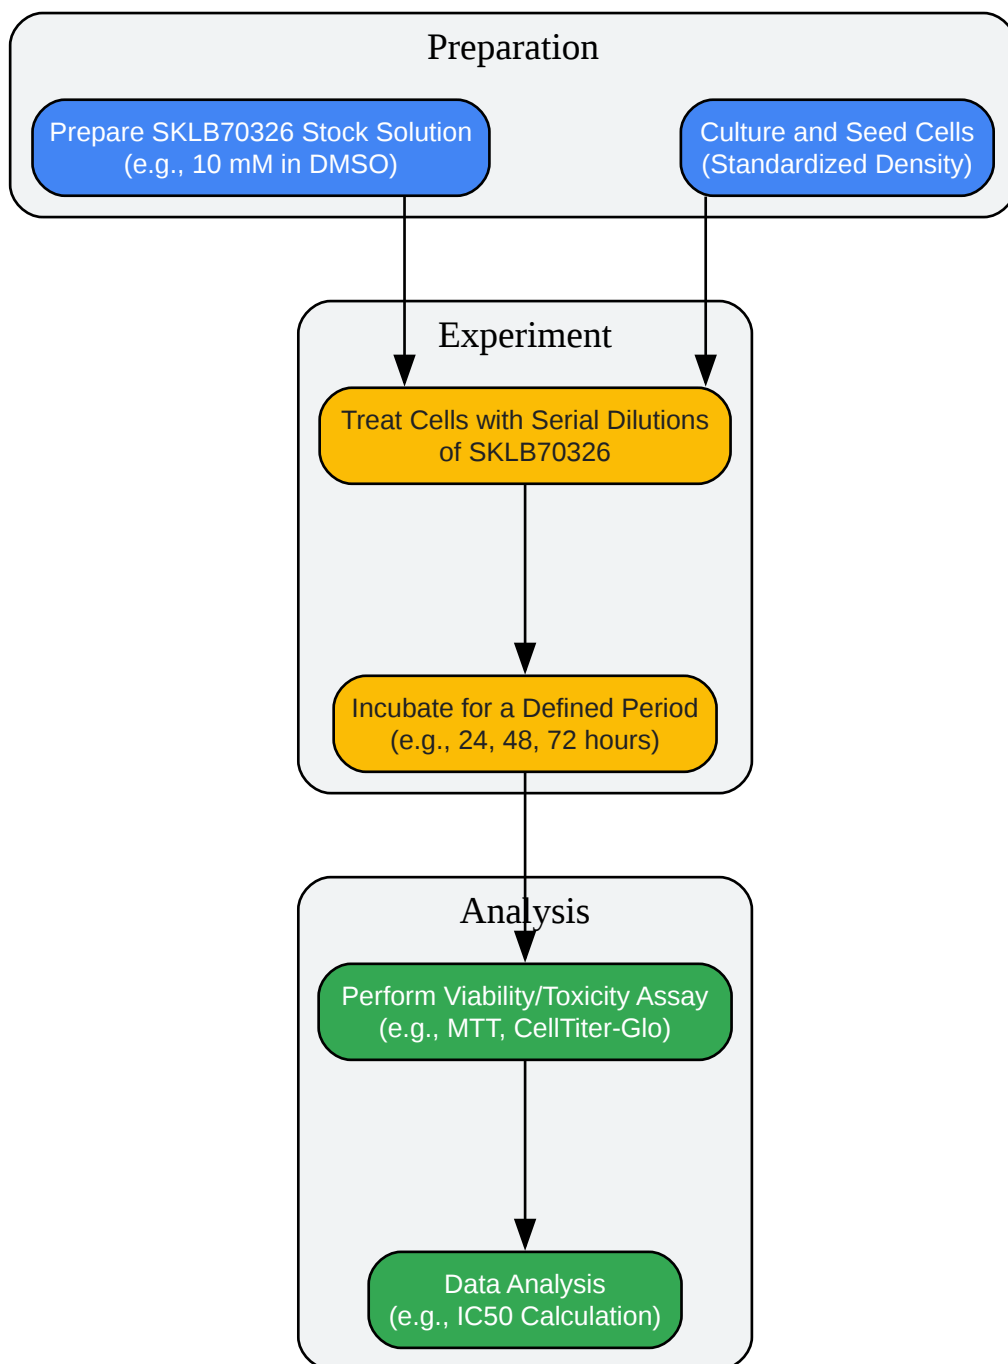 Preparation
Prepare SKLB70326 Stock Solution
(e.g., 10 mM in DMSO)
Culture and Seed Cells
(Standardized Density)
Experiment
Treat Cells with Serial Dilutions
of SKLB70326
Incubate for a Defined Period
(e.g., 24, 48, 72 hours)
Analysis
Perform Viability/Toxicity Assay
(e.g., MTT, CellTiter-Glo)
Data Analysis
(e.g., IC50 Calculation)